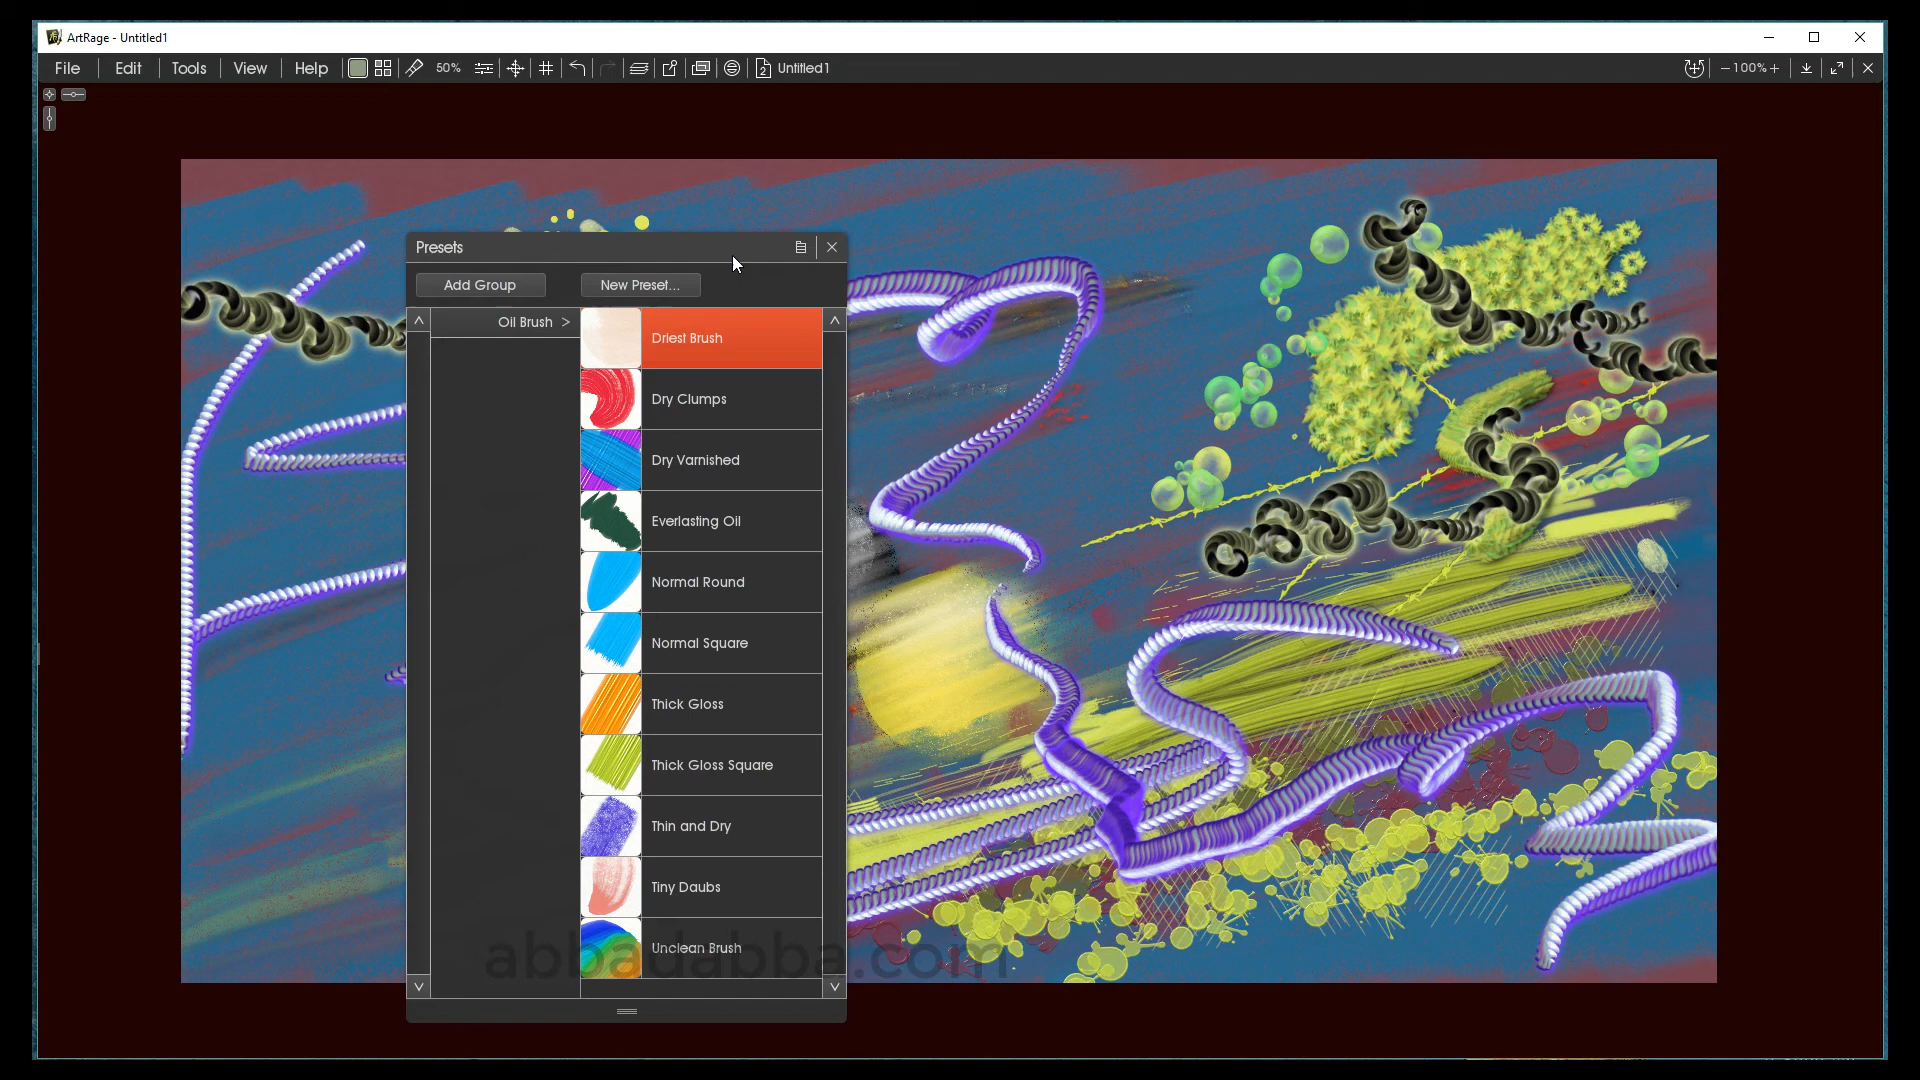 ArtRage - Untitled1
File Edit Tools View Help 50% 2 Untitled1 −100%+
Presets
Add Group New Preset...
Oil Brush >
Driest Brush
Dry Clumps
Dry Varnished
Everlasting Oil
Normal Round
Normal Square
Thick Gloss
Thick Gloss Square
Thin and Dry
Tiny Daubs
Unclean Brush
abbadabba.com